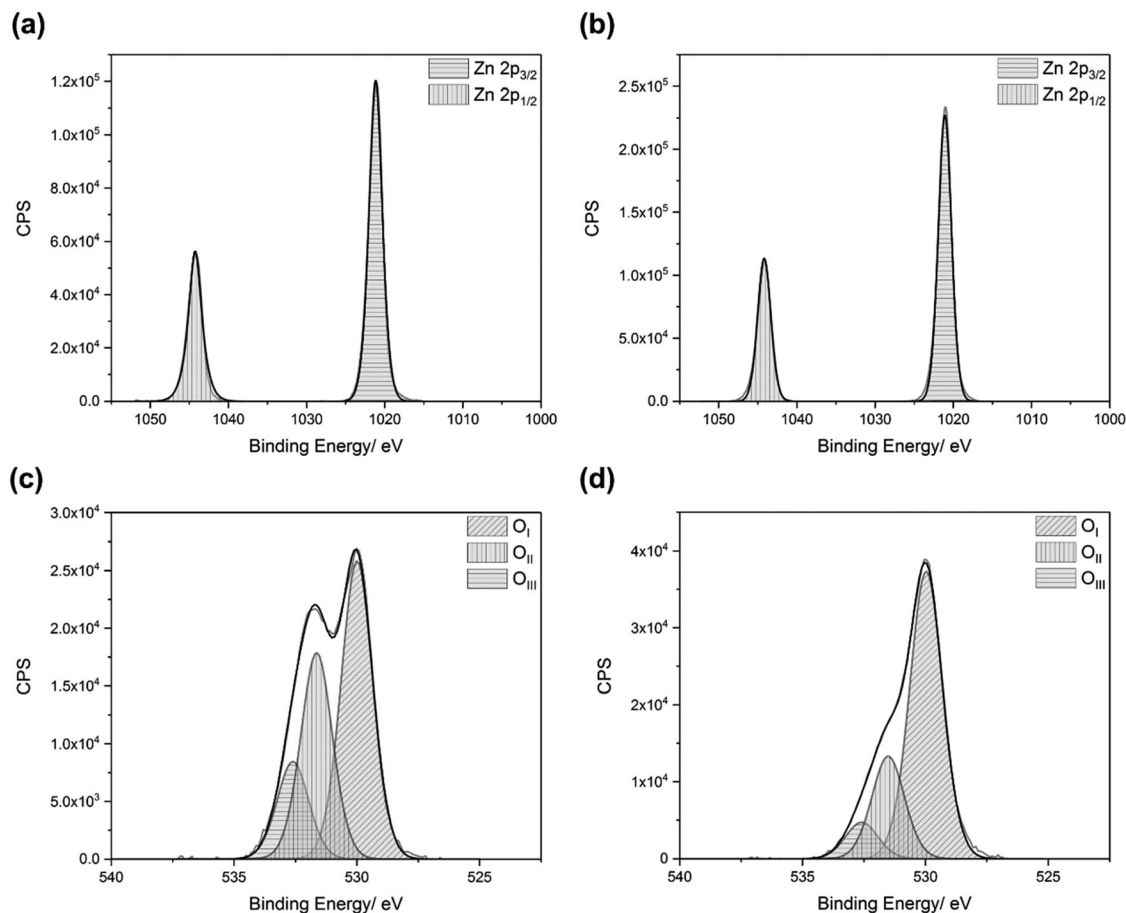 (a)
Zn 2p3/2
Zn 2p1/2
1.2x10^5
1.0x10^5
8.0x10^4
6.0x10^4
4.0x10^4
2.0x10^4
0.0
CPS
1050 1040 1030 1020 1010 1000
Binding Energy/ eV
(b)
Zn 2p3/2
Zn 2p1/2
2.5x10^5
2.0x10^5
1.5x10^5
1.0x10^5
5.0x10^4
0.0
CPS
1050 1040 1030 1020 1010 1000
Binding Energy/ eV
(c)
OI
OII
OIII
3.0x10^4
2.5x10^4
2.0x10^4
1.5x10^4
1.0x10^4
5.0x10^3
0.0
CPS
540 535 530 525
Binding Energy/ eV
(d)
OI
OII
OIII
4x10^4
3x10^4
2x10^4
1x10^4
0
CPS
540 535 530 525
Binding Energy/ eV